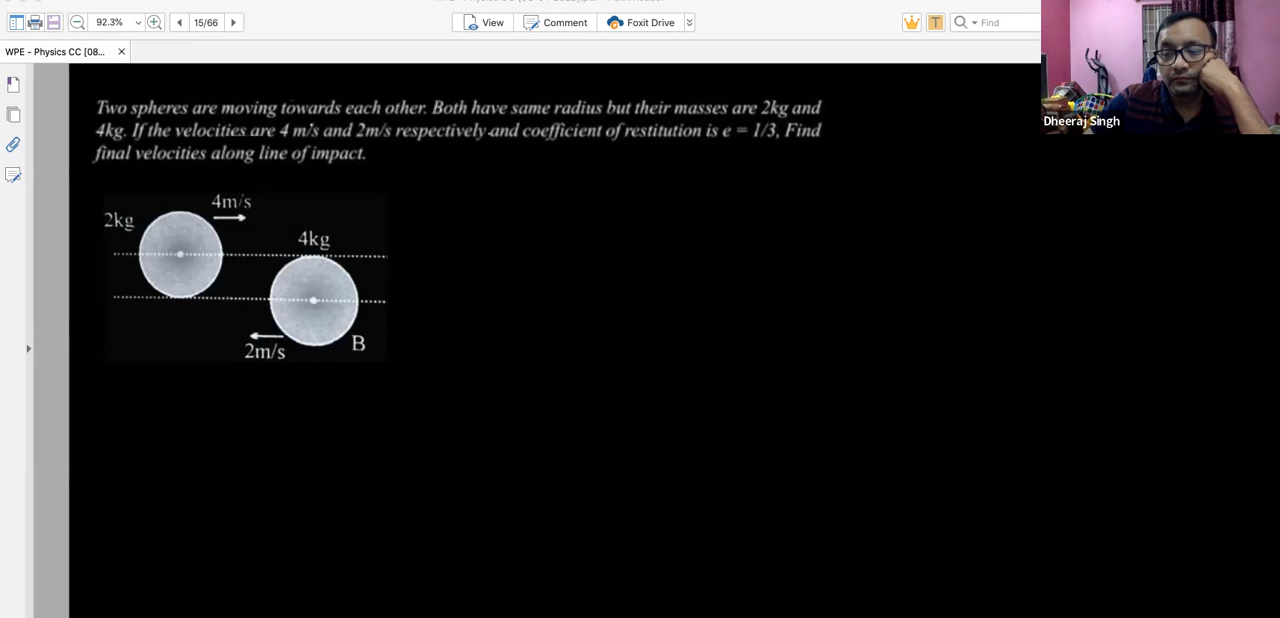 92.3%
15/66
View
Comment
Foxit Drive
T
Find
WPE - Physics CC [08...
Dheeraj Singh
Two spheres are moving towards each other. Both have same radius but their masses are 2kg and
4kg. If the velocities are 4 m/s and 2m/s respectively and coefficient of restitution is e = 1/3, Find
final velocities along line of impact.
4m/s
2kg
4kg
B
2m/s